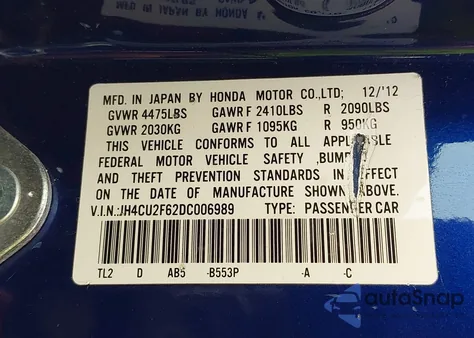 MFD. IN JAPAN BY HONDA MOTOR CO.,LTD; 12/'12
GVWR 4475LBS GAWR F 2410LBS R 2090LBS
GVWR 2030KG GAWR F 1095KG R 950KG
THIS VEHICLE CONFORMS TO ALL APPLICABLE
FEDERAL MOTOR VEHICLE SAFETY ,BUMPER
AND THEFT PREVENTION STANDARDS IN EFFECT
ON THE DATE OF MANUFACTURE SHOWN ABOVE.
V.I.N.:JH4CU2F62DC006989 TYPE: PASSENGER CAR
TL2 D AB5 -B553P -A -C
autoSnap